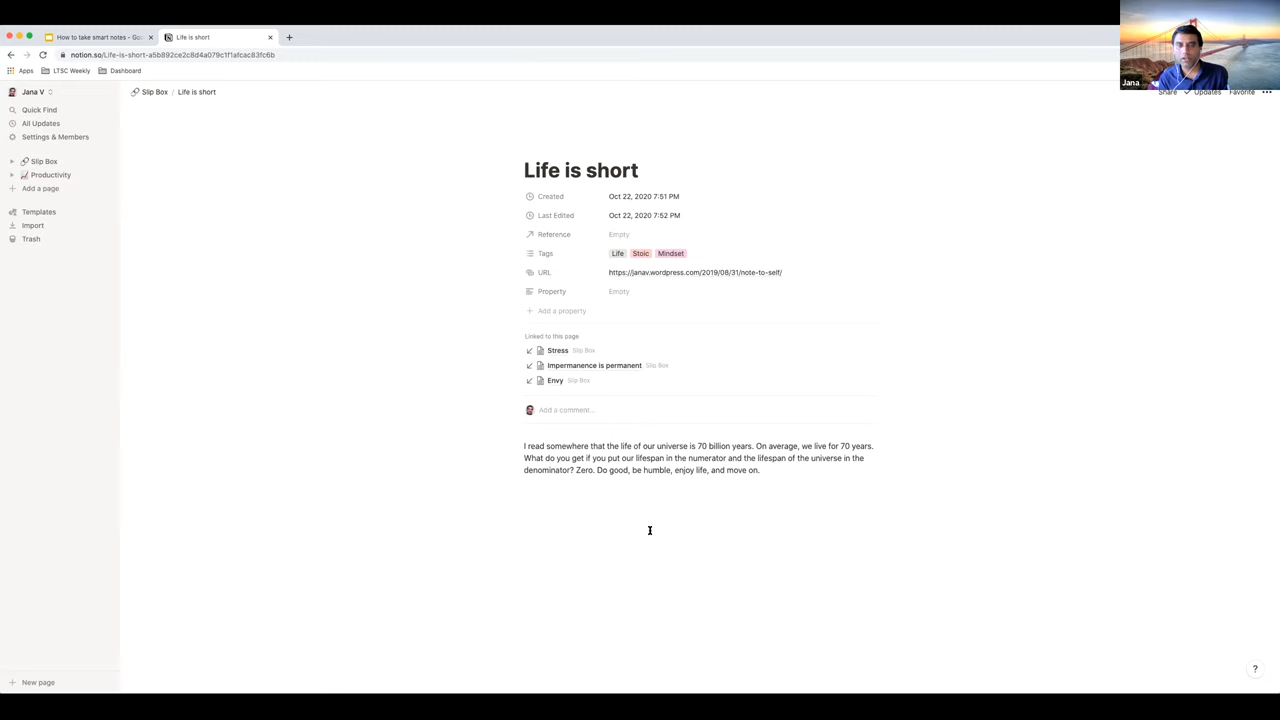 How to take smart notes - Goo
Life is short
notion.so/Life-is-short-a5b892ce2c8d4a079c1f1afcac83fc6b
Apps LTSC Weekly Dashboard
Jana V
Slip Box / Life is short
Share Updates Favorite
Jana
Quick Find
All Updates
Settings & Members
Slip Box
Productivity
Add a page
Templates
Import
Trash
New page
Life is short
Created Oct 22, 2020 7:51 PM
Last Edited Oct 22, 2020 7:52 PM
Reference Empty
Tags Life Stoic Mindset
URL https://janav.wordpress.com/2019/08/31/note-to-self/
Property Empty
Add a property
Linked to this page
Stress Slip Box
Impermanence is permanent Slip Box
Envy Slip Box
Add a comment...
I read somewhere that the life of our universe is 70 billion years. On average, we live for 70 years.
What do you get if you put our lifespan in the numerator and the lifespan of the universe in the
denominator? Zero. Do good, be humble, enjoy life, and move on.
?